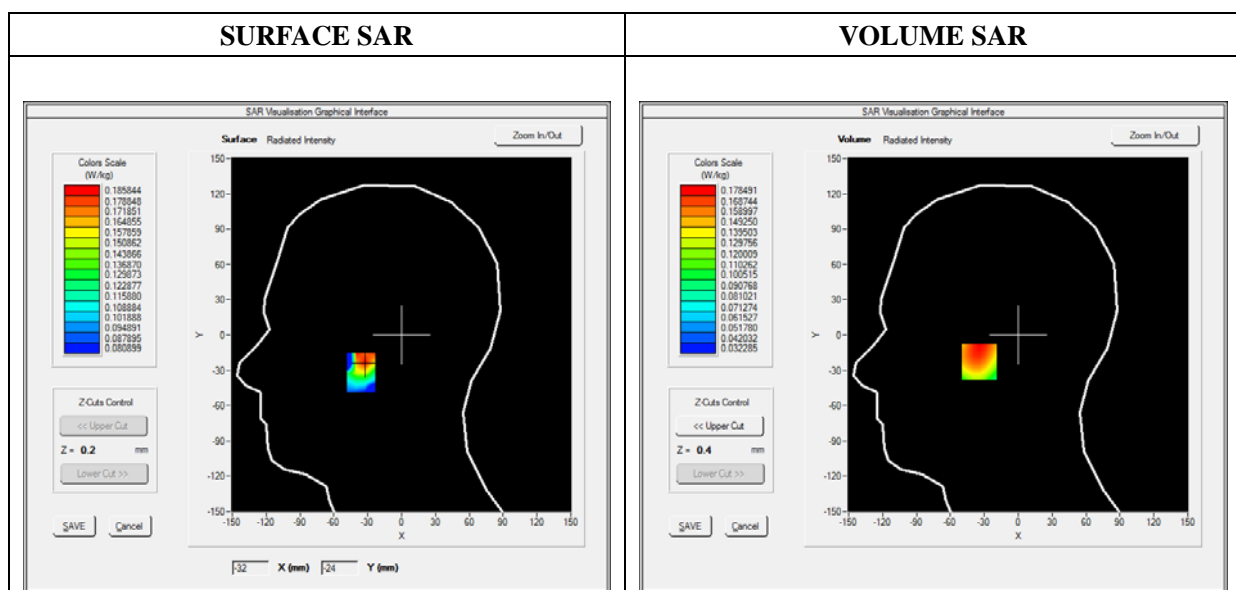 SURFACE SAR
VOLUME SAR
SAR Visualisation Graphical Interface
Surface Radiated Intensity
Zoom In/Out
Colors Scale
(W/kg)
0.185844
0.178848
0.171851
0.164855
0.157859
0.150862
0.143866
0.136870
0.129873
0.122877
0.115880
0.108884
0.101888
0.094891
0.087895
0.080899
150
120
90
60
30
0
-30
-60
-90
-120
-150
Y
-150 -120 -90 -60 -30 0 30 60 90 120 150
X
Z-Cuts Control
<< Upper Cut
Z = 0.2 mm
Lower Cut >>
SAVE Cancel
-32 X (mm) -24 Y (mm)
SAR Visualisation Graphical Interface
Volume Radiated Intensity
Zoom In/Out
Colors Scale
(W/kg)
0.178491
0.168744
0.158997
0.149250
0.139503
0.129756
0.120009
0.110262
0.100515
0.090768
0.081021
0.071274
0.061527
0.051780
0.042032
0.032285
150
120
90
60
30
0
-30
-60
-90
-120
-150
Y
-150 -120 -90 -60 -30 0 30 60 90 120 150
X
Z-Cuts Control
<< Upper Cut
Z = 0.4 mm
Lower Cut >>
SAVE Cancel